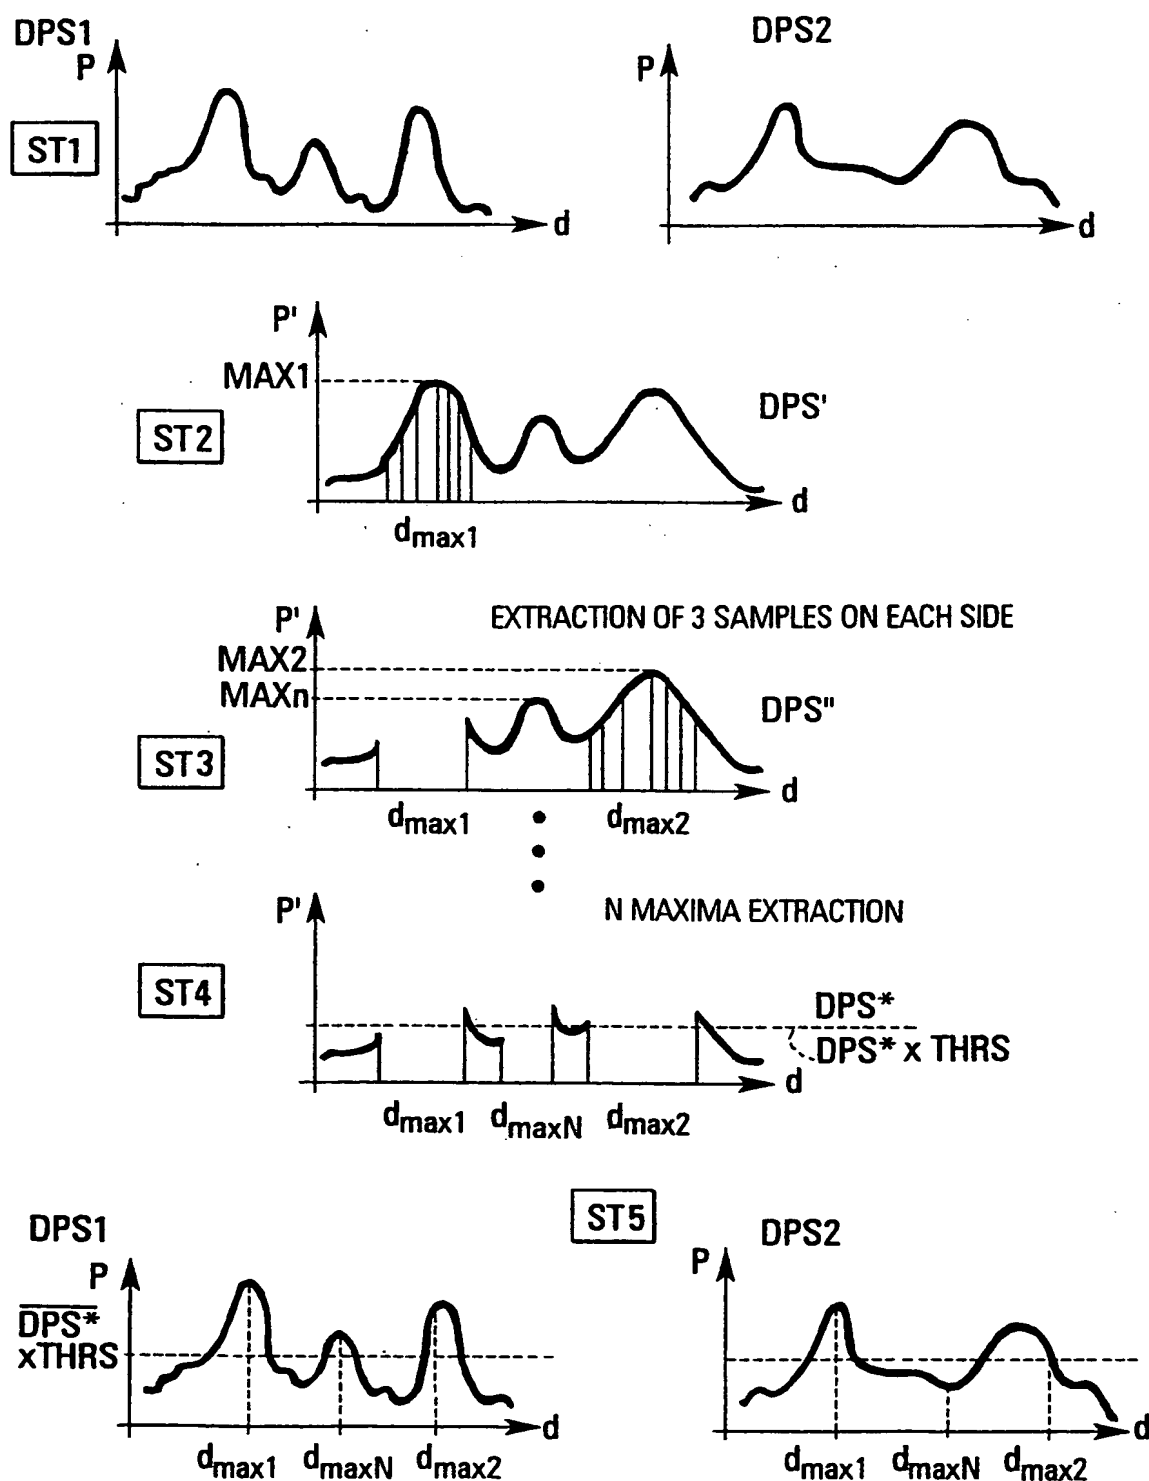 DPS1
DPS2
P
P
ST1
d
d
P'
MAX1
DPS'
ST2
d
dmax1
P'
EXTRACTION OF 3 SAMPLES ON EACH SIDE
MAX2
MAXn
DPS"
ST3
d
dmax1
dmax2
P'
N MAXIMA EXTRACTION
ST4
DPS*
DPS* x THRS
d
dmax1
dmaxN
dmax2
ST5
DPS1
DPS2
P
P
DPS*
xTHRS
d
d
dmax1
dmaxN
dmax2
dmax1
dmaxN
dmax2